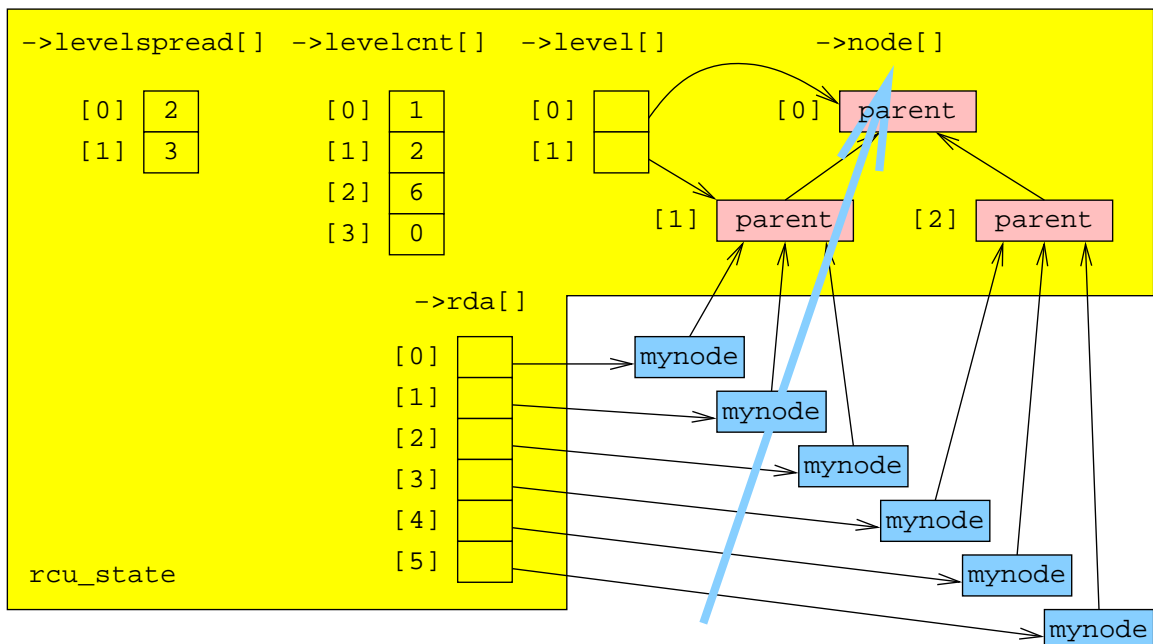 ->levelspread[] ->levelcnt[] ->level[] ->node[]
[0] 2 [0] 1 [0] [0] parent
[1] 3 [1] 2 [1]
[2] 6 [1] parent [2] parent
[3] 0
->rda[]
[0] mynode
[1] mynode
[2] mynode
[3] mynode
[4] mynode
[5] mynode
rcu_state